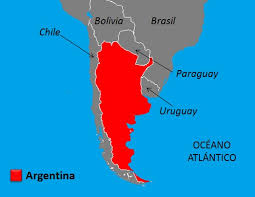 Bolivia
Brasil
Chile
Paraguay
Uruguay
OCÉANO
ATLÁNTICO
Argentina